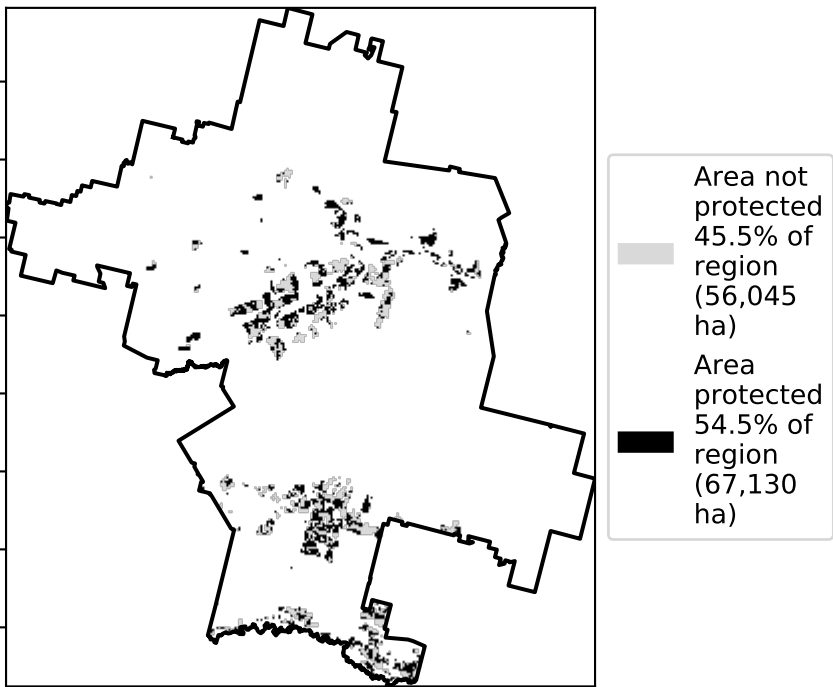 Area not
protected
45.5% of
region
(56,045
ha)
Area
protected
54.5% of
region
(67,130
ha)